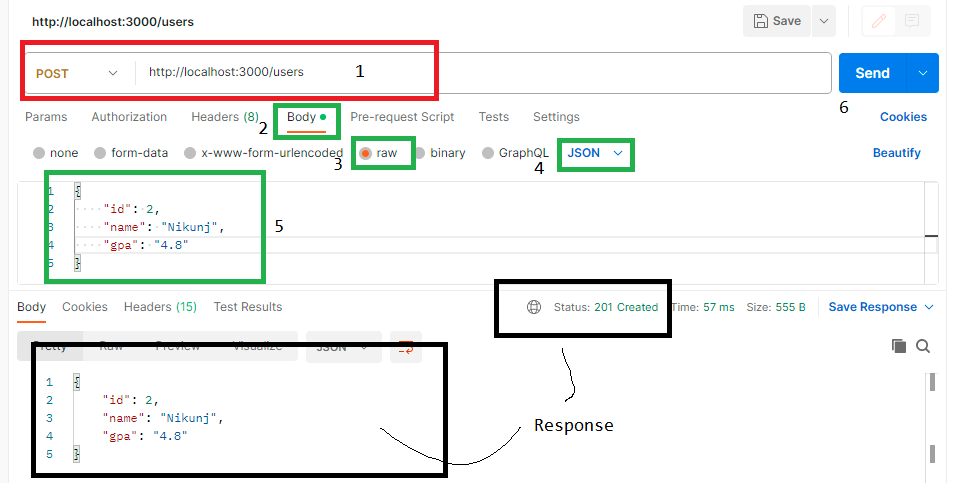 http://localhost:3000/users Save
POST http://localhost:3000/users 1 Send
6
Params Authorization Headers (8) Body Pre-request Script Tests Settings Cookies
2
none form-data x-www-form-urlencoded raw binary GraphQL JSON Beautify
3 4
1 {
2 "id": 2,
3 "name": "Nikunj", 5
4 "gpa": "4.8"
5 }
Body Cookies Headers (15) Test Results Status: 201 Created Time: 57 ms Size: 555 B Save Response
Pretty Raw Preview Visualize JSON
1 {
2 "id": 2,
3 "name": "Nikunj",
4 "gpa": "4.8"
5 }
Response